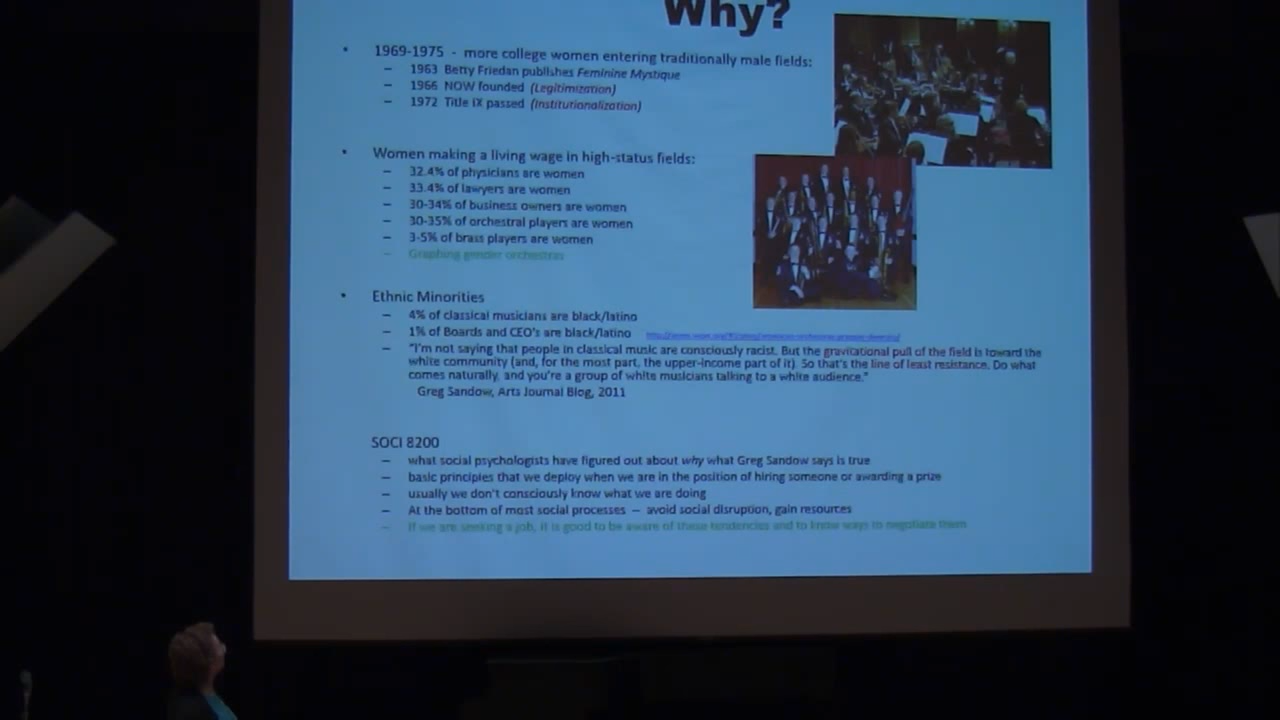 Why?
• 1969-1975 - more college women entering traditionally male fields:
– 1963 Betty Friedan publishes Feminine Mystique
– 1966 NOW founded (Legitimization)
– 1972 Title IX passed (Institutionalization)
• Women making a living wage in high-status fields:
– 32.4% of physicians are women
– 33.4% of lawyers are women
– 30-34% of business owners are women
– 30-35% of orchestral players are women
– 3-5% of brass players are women
– Graphing gender orchestras
• Ethnic Minorities
– 4% of classical musicians are black/latino
– 1% of Boards and CEO's are black/latino
– "I'm not saying that people in classical music are consciously racist. But the gravitational pull of the field is toward the
white community (and, for the most part, the upper-income part of it). So that's the line of least resistance. Do what
comes naturally, and you're a group of white musicians talking to a white audience."
Greg Sandow, Arts Journal Blog, 2011
SOCI 8200
– what social psychologists have figured out about why what Greg Sandow says is true
– basic principles that we deploy when we are in the position of hiring someone or awarding a prize
– usually we don't consciously know what we are doing
– At the bottom of most social processes – avoid social disruption, gain resources
– If we are seeking a job, it is good to be aware of these tendencies and to know ways to negotiate them